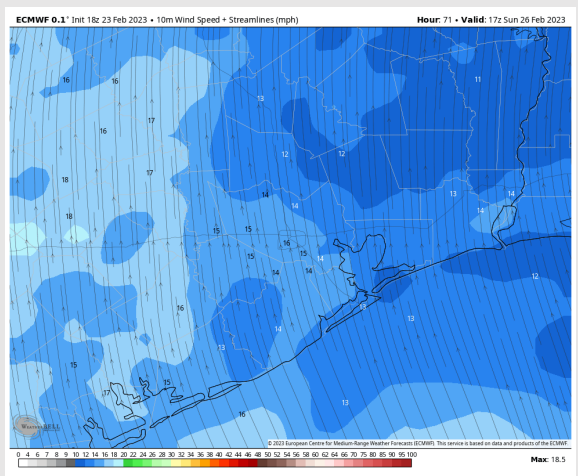 ECMWF 0.1° Init 18z 23 Feb 2023 • 10m Wind Speed + Streamlines (mph) Hour: 71 • Valid: 17z Sun 26 Feb 2023
11
16 16
13
17
16
12 12
17
18 14 13 14
14 14
18
15 15
16
15 15 14
14 14
16 13 13
12
14
13
15 15
17
13
16
WeatherBELL
© 2023 European Centre for Medium-Range Weather Forecasts (ECMWF). This service is based on data and products of the ECMWF.
0 4 6 8 9 10 12 14 16 18 20 22 24 25 26 28 30 32 34 36 38 40 42 44 46 48 50 52 54 56 58 60 62 64 66 70 75 80 85 90 95 100
Max: 18.5